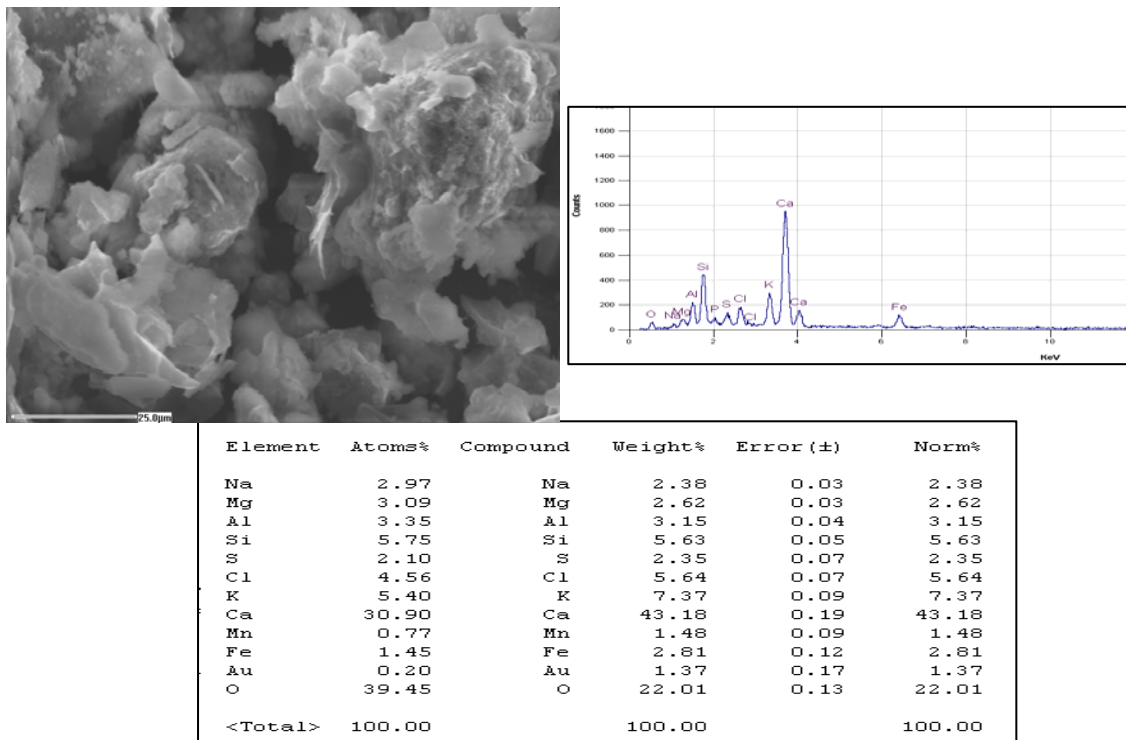 25.0µm
1600
1400
1200
1000
800
600
400
200
0
Counts
O
Na
Mg
Al
Si
P
S
Cl
Cl
K
Ca
Ca
Fe
0 2 4 6 8 10
KeV
Element Atoms% Compound Weight% Error(±) Norm%
Na 2.97 Na 2.38 0.03 2.38
Mg 3.09 Mg 2.62 0.03 2.62
Al 3.35 Al 3.15 0.04 3.15
Si 5.75 Si 5.63 0.05 5.63
S 2.10 S 2.35 0.07 2.35
Cl 4.56 Cl 5.64 0.07 5.64
K 5.40 K 7.37 0.09 7.37
Ca 30.90 Ca 43.18 0.19 43.18
Mn 0.77 Mn 1.48 0.09 1.48
Fe 1.45 Fe 2.81 0.12 2.81
Au 0.20 Au 1.37 0.17 1.37
O 39.45 O 22.01 0.13 22.01
<Total> 100.00 100.00 100.00